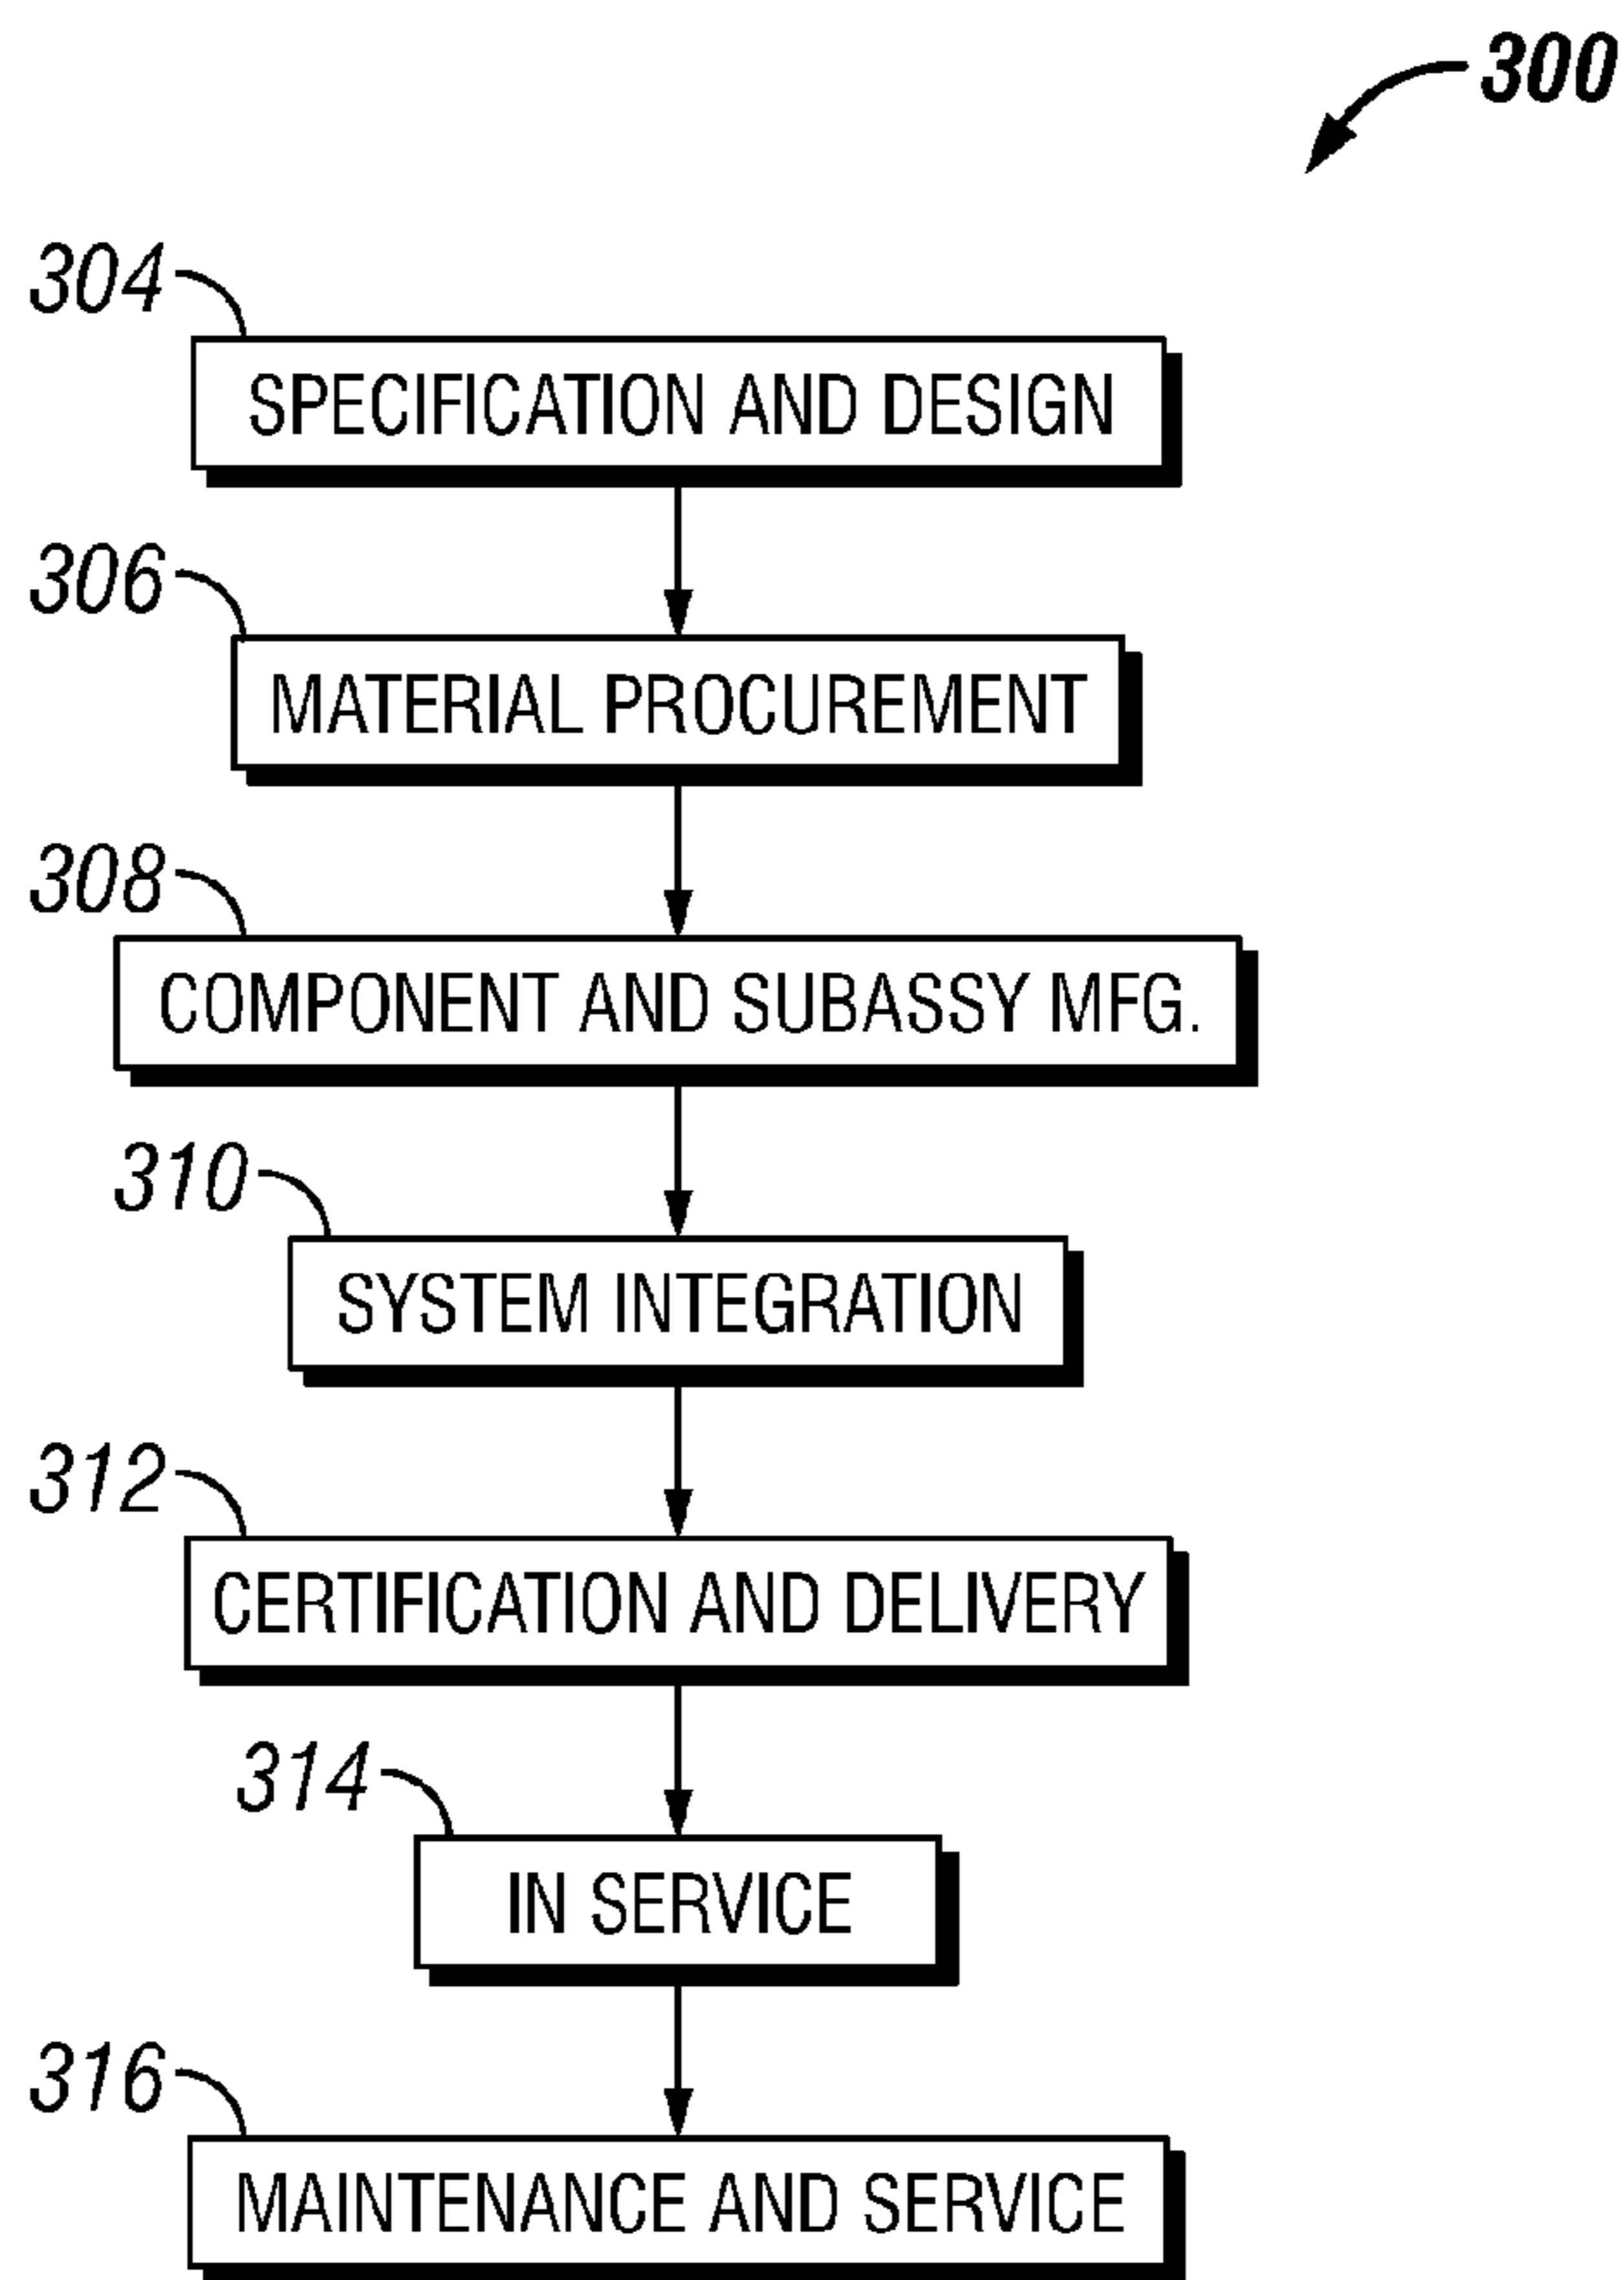 300
304
SPECIFICATION AND DESIGN
306
MATERIAL PROCUREMENT
308
COMPONENT AND SUBASSY MFG.
310
SYSTEM INTEGRATION
312
CERTIFICATION AND DELIVERY
314
IN SERVICE
316
MAINTENANCE AND SERVICE